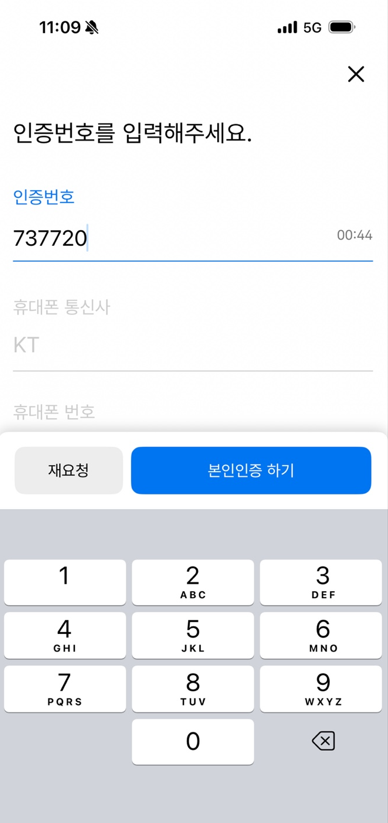 11:09 5G
인증번호를 입력해주세요.
인증번호
737720 00:44
휴대폰 통신사
KT
휴대폰 번호
재요청 본인인증 하기
1 2 3
ABC DEF
4 5 6
GHI JKL MNO
7 8 9
PQRS TUV WXYZ
0